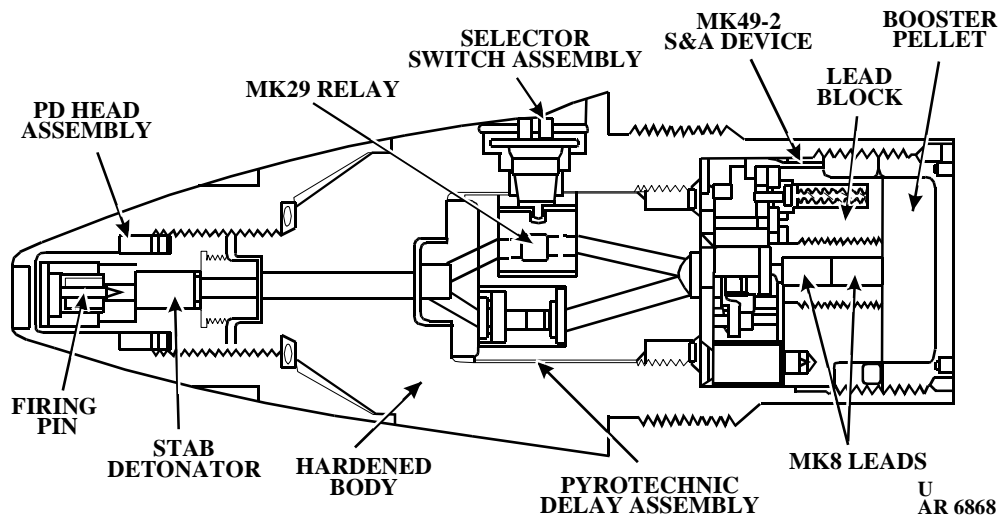 MK49-2
S&A DEVICE
BOOSTER
PELLET
SELECTOR
SWITCH ASSEMBLY
LEAD
BLOCK
MK29 RELAY
PD HEAD
ASSEMBLY
FIRING
PIN
STAB
DETONATOR
HARDENED
BODY
PYROTECHNIC
DELAY ASSEMBLY
MK8 LEADS
U
AR 6868